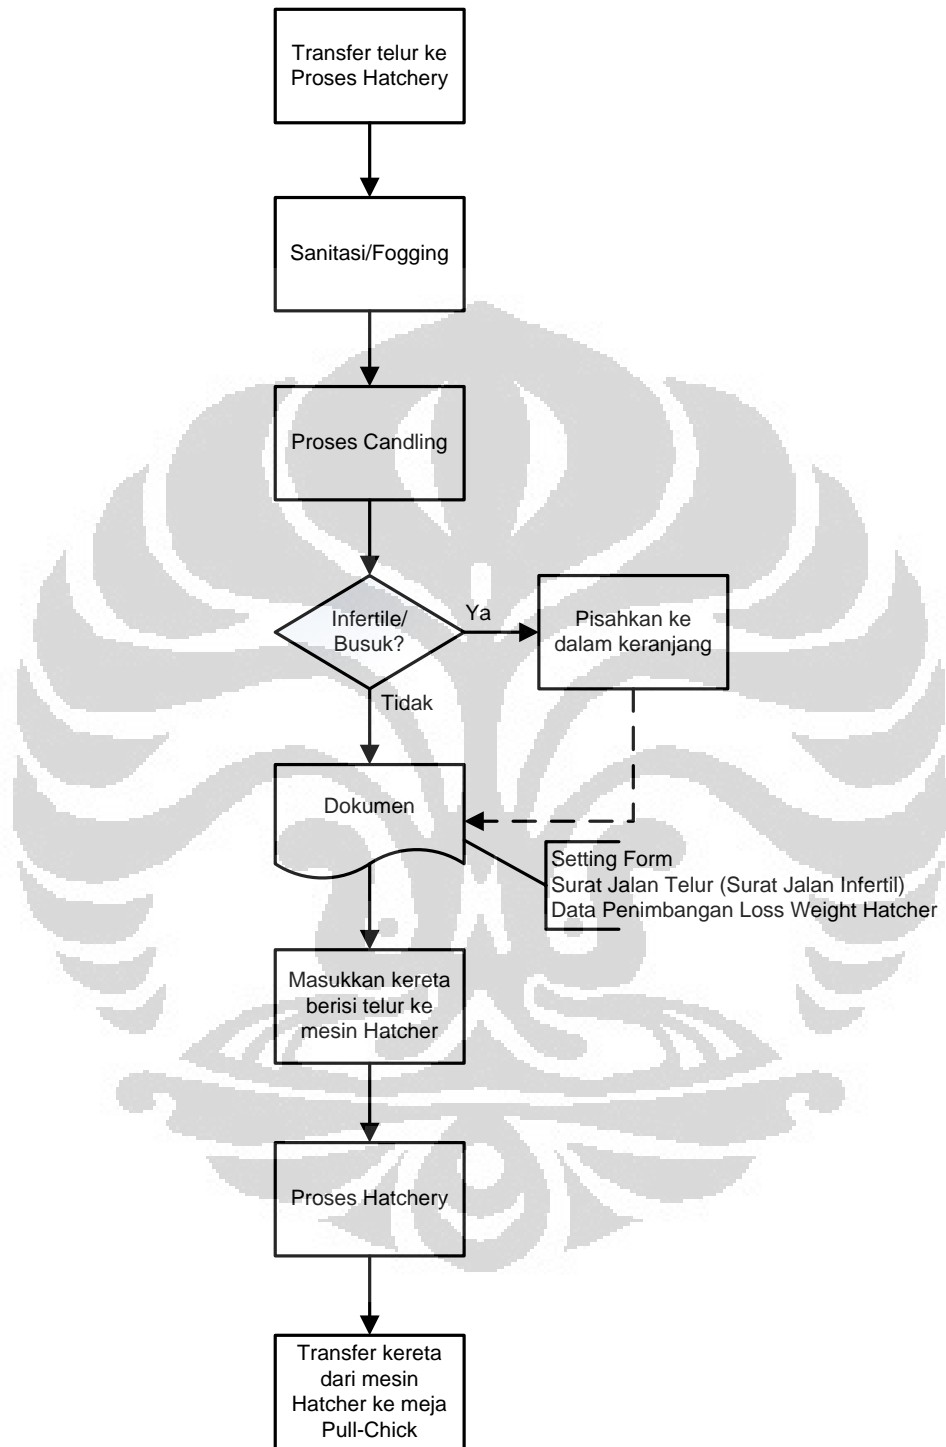 Transfer telur ke
Proses Hatchery
Sanitasi/Fogging
Proses Candling
Infertile/
Busuk?
Ya
Pisahkan ke
dalam keranjang
Tidak
Dokumen
Setting Form
Surat Jalan Telur (Surat Jalan Infertil)
Data Penimbangan Loss Weight Hatcher
Masukkan kereta
berisi telur ke
mesin Hatcher
Proses Hatchery
Transfer kereta
dari mesin
Hatcher ke meja
Pull-Chick